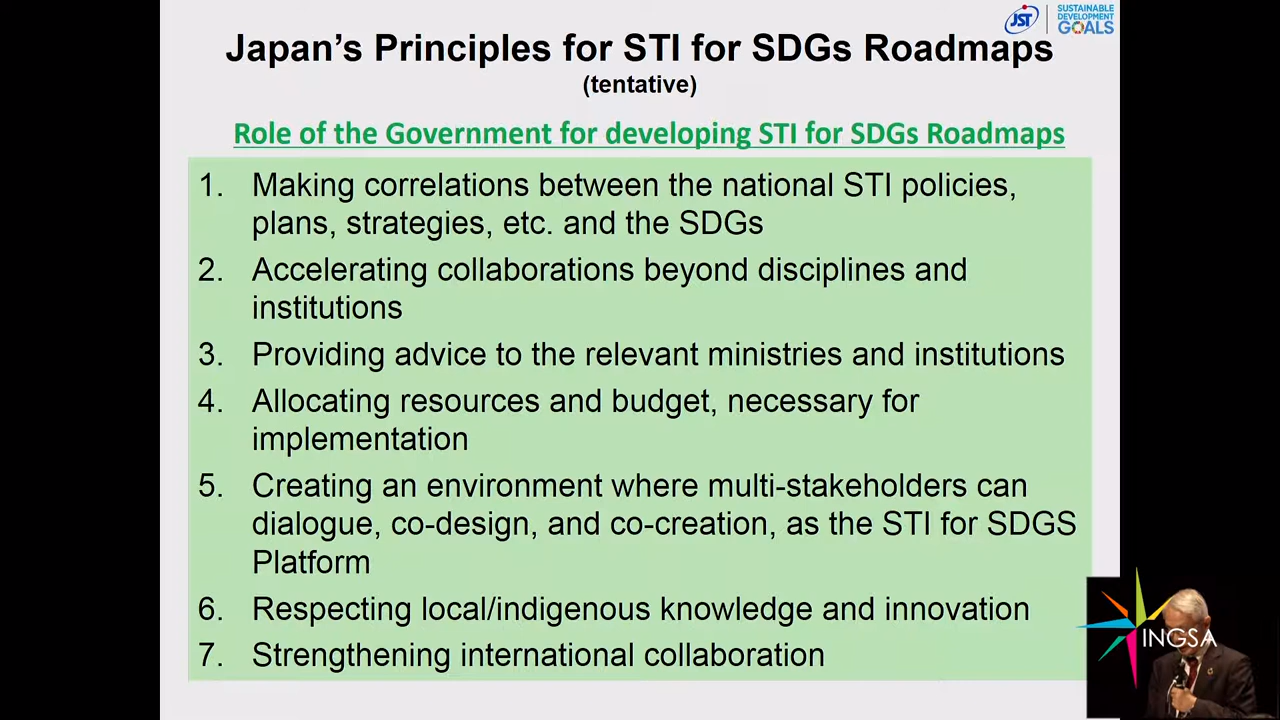 JST
SUSTAINABLE
DEVELOPMENT
GOALS
Japan's Principles for STI for SDGs Roadmaps
(tentative)
Role of the Government for developing STI for SDGs Roadmaps
1. Making correlations between the national STI policies,
plans, strategies, etc. and the SDGs
2. Accelerating collaborations beyond disciplines and
institutions
3. Providing advice to the relevant ministries and institutions
4. Allocating resources and budget, necessary for
implementation
5. Creating an environment where multi-stakeholders can
dialogue, co-design, and co-creation, as the STI for SDGS
Platform
6. Respecting local/indigenous knowledge and innovation
7. Strengthening international collaboration
INGSA